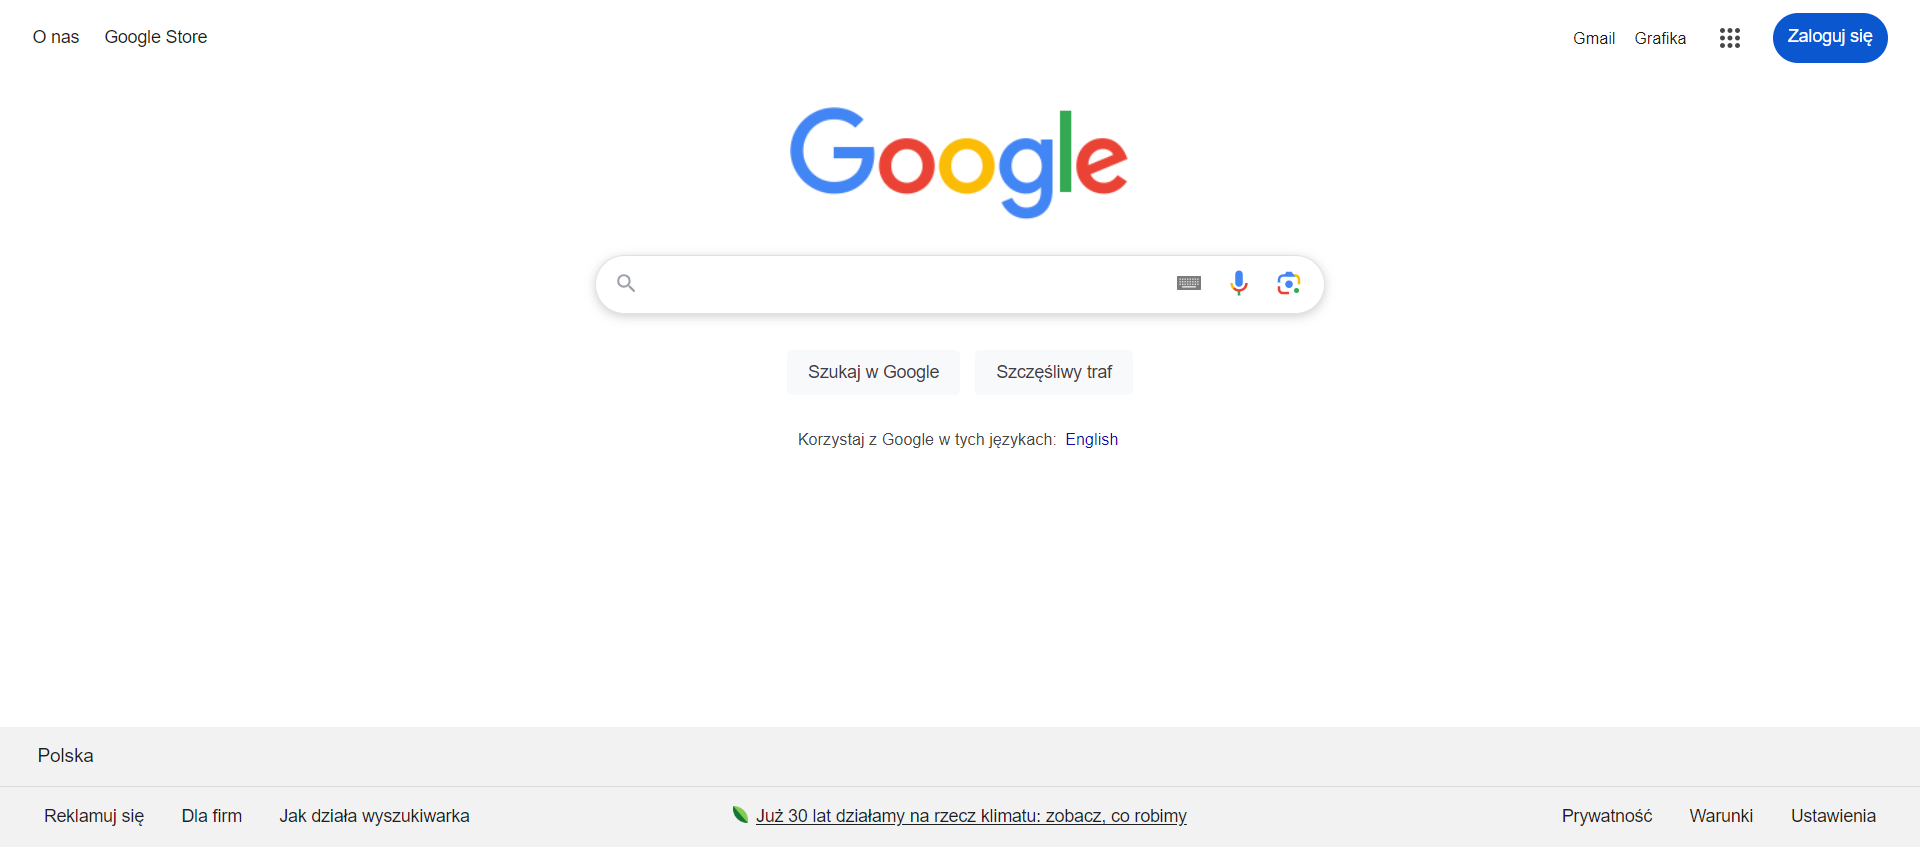 O nas Google Store Gmail Grafika Zaloguj się
Google
Szukaj w Google Szczęśliwy traf
Korzystaj z Google w tych językach: English
Polska
Reklamuj się Dla firm Jak działa wyszukiwarka Już 30 lat działamy na rzecz klimatu: zobacz, co robimy Prywatność Warunki Ustawienia